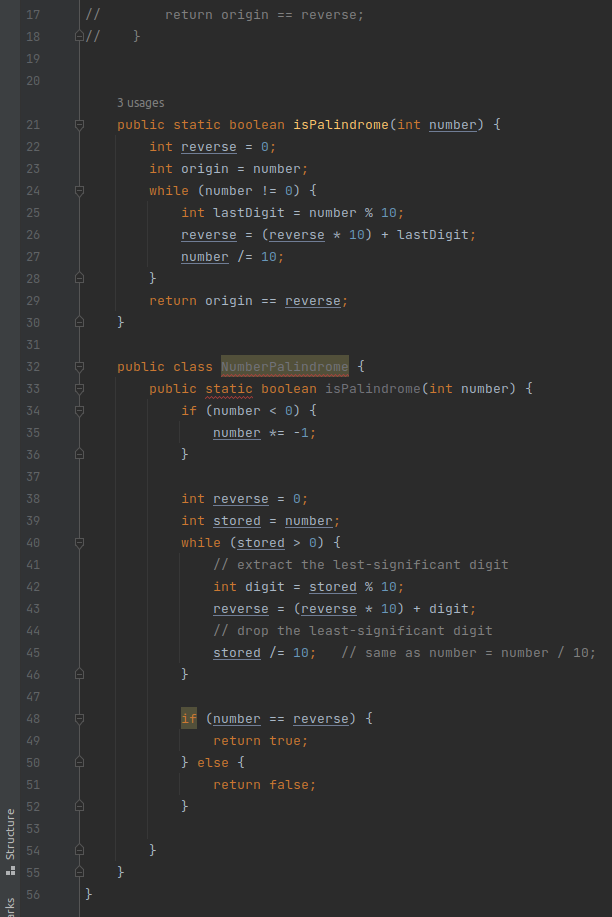 17 //        return origin == reverse;
18 //    }
19
20
3 usages
21     public static boolean isPalindrome(int number) {
22         int reverse = 0;
23         int origin = number;
24         while (number != 0) {
25             int lastDigit = number % 10;
26             reverse = (reverse * 10) + lastDigit;
27             number /= 10;
28         }
29         return origin == reverse;
30     }
31
32     public class NumberPalindrome {
33         public static boolean isPalindrome(int number) {
34             if (number < 0) {
35                 number *= -1;
36             }
37
38             int reverse = 0;
39             int stored = number;
40             while (stored > 0) {
41                 // extract the lest-significant digit
42                 int digit = stored % 10;
43                 reverse = (reverse * 10) + digit;
44                 // drop the least-significant digit
45                 stored /= 10;   // same as number = number / 10;
46             }
47
48             if (number == reverse) {
49                 return true;
50             } else {
51                 return false;
52             }
53
54         }
55     }
56 }
Structure
arks